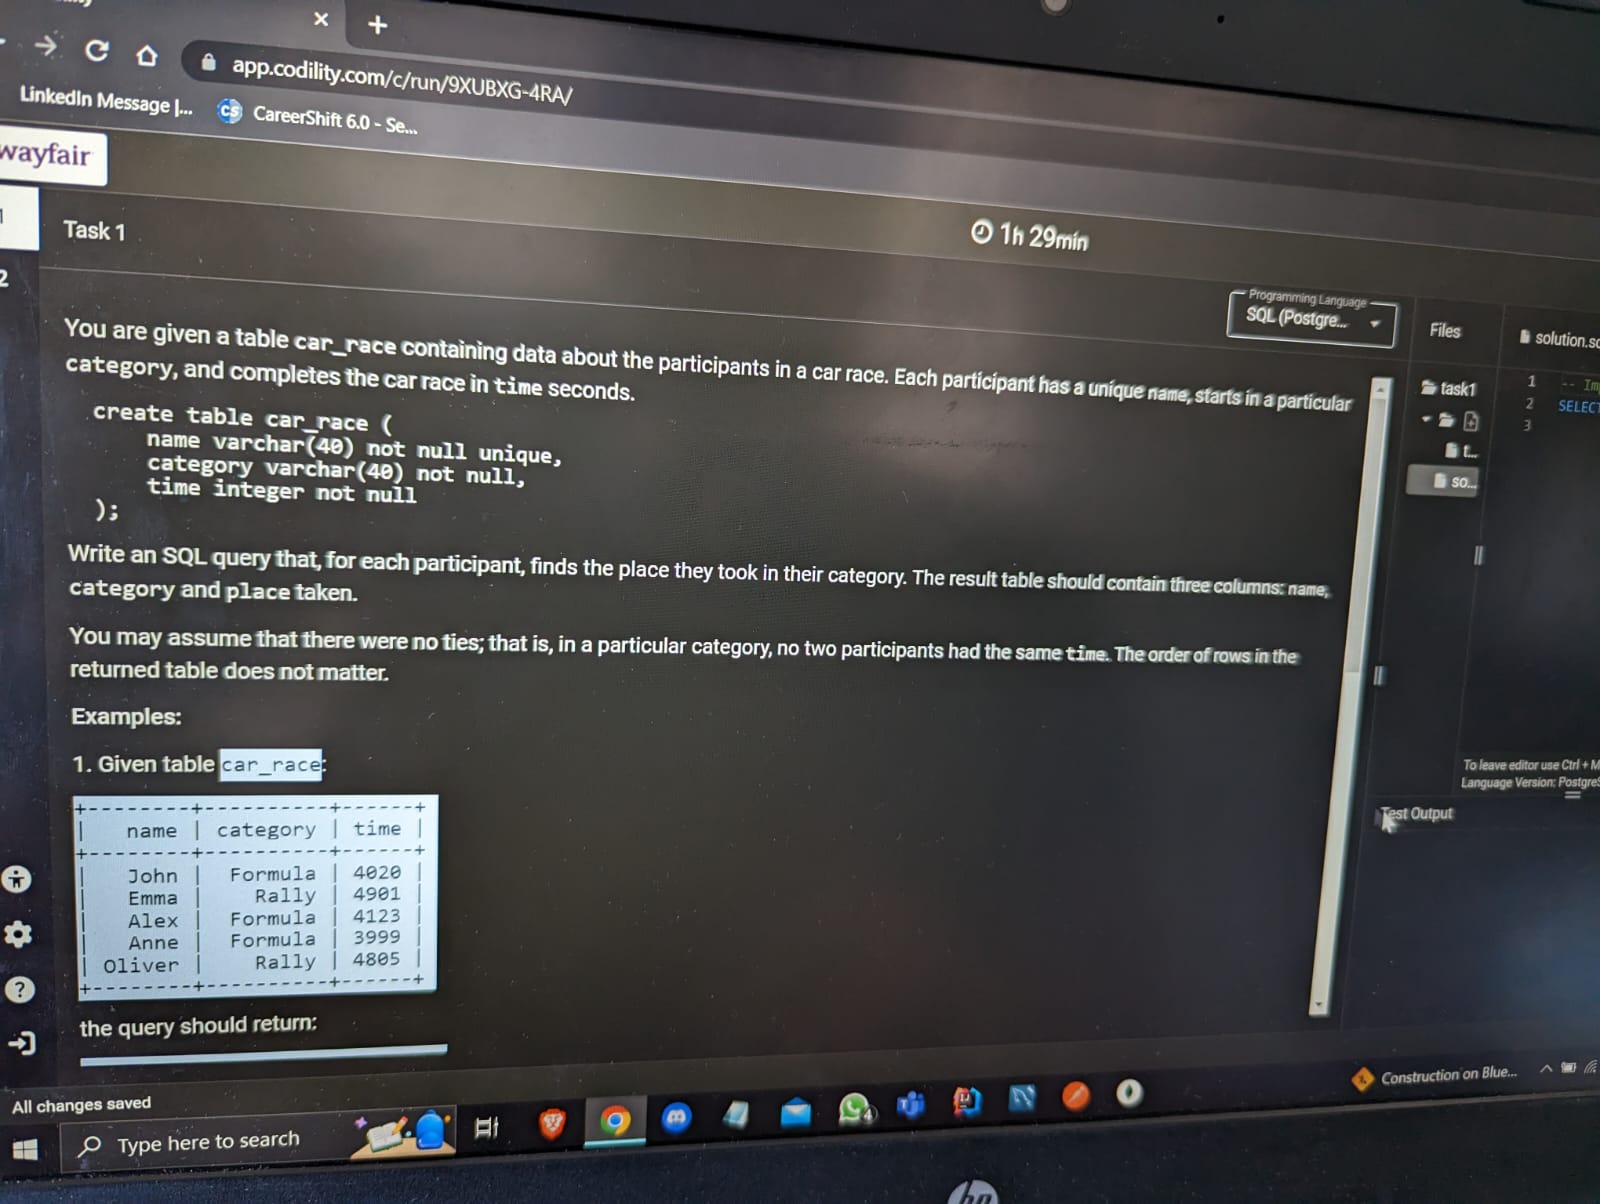 app.codility.com/c/run/9XUBXG-4RA/
LinkedIn Message |...
CS CareerShift 6.0 - Se...
wayfair
1
2
Task 1
1h 29min
Programming Language
SQL (Postgre...
Files
solution.sq
task1
t...
so...
1 -- Im
2 SELECT
3
You are given a table car_race containing data about the participants in a car race. Each participant has a unique name, starts in a particular
category, and completes the car race in time seconds.
create table car_race (
name varchar(40) not null unique,
category varchar(40) not null,
time integer not null
);
Write an SQL query that, for each participant, finds the place they took in their category. The result table should contain three columns: name,
category and place taken.
You may assume that there were no ties; that is, in a particular category, no two participants had the same time. The order of rows in the
returned table does not matter.
Examples:
1. Given table car_race:
+--------+----------+------+
| name | category | time |
+--------+----------+------+
| John | Formula | 4020 |
| Emma | Rally | 4901 |
| Alex | Formula | 4123 |
| Anne | Formula | 3999 |
| Oliver | Rally | 4805 |
+--------+----------+------+
the query should return:
To leave editor use Ctrl + M
Language Version: PostgreS
Test Output
All changes saved
Type here to search
4
Construction on Blue...
hp